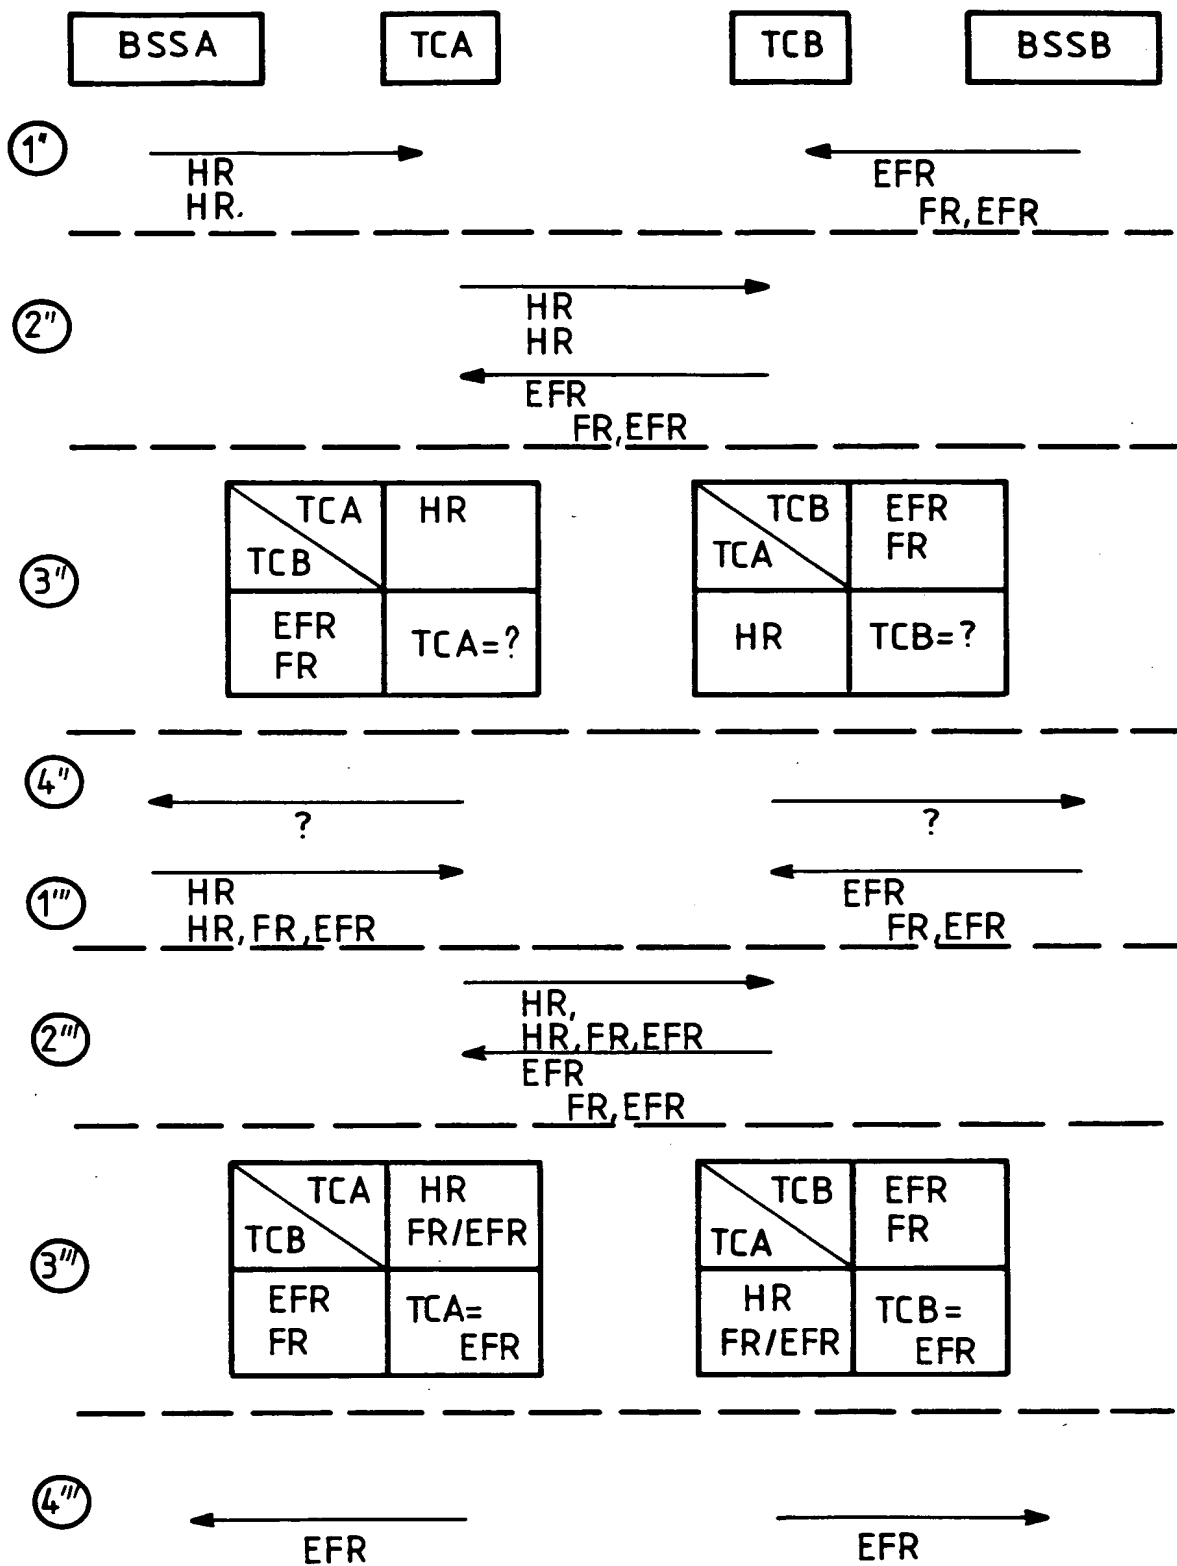 BSSA TCA TCB BSSB
1"
HR
HR.
EFR
FR,EFR
2"
HR
HR
EFR
FR,EFR
3"
TCA HR
TCB
EFR
FR
TCA=?
TCB EFR
FR
TCA
HR TCB=?
4"
?
?
1"'
HR
HR,FR,EFR
EFR
FR,EFR
2"'
HR,
HR,FR,EFR
EFR
FR,EFR
3"'
TCA HR
FR/EFR
TCB
EFR
FR
TCA=
EFR
TCB EFR
FR
TCA
HR
FR/EFR
TCB=
EFR
4"'
EFR
EFR